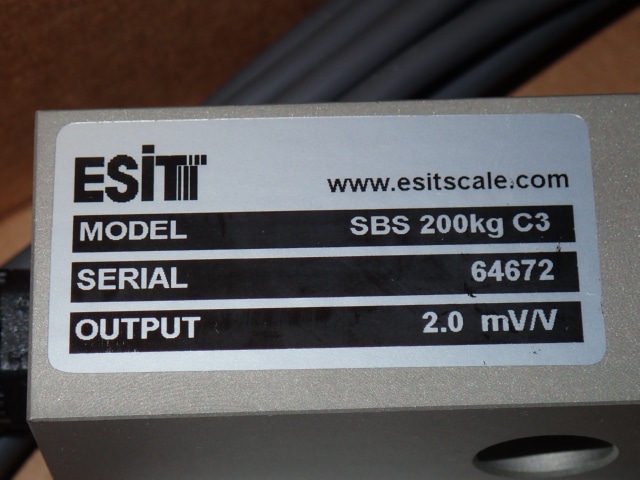 ESiT
www.esitscale.com
MODEL SBS 200kg C3
SERIAL 64672
OUTPUT 2.0 mV/V